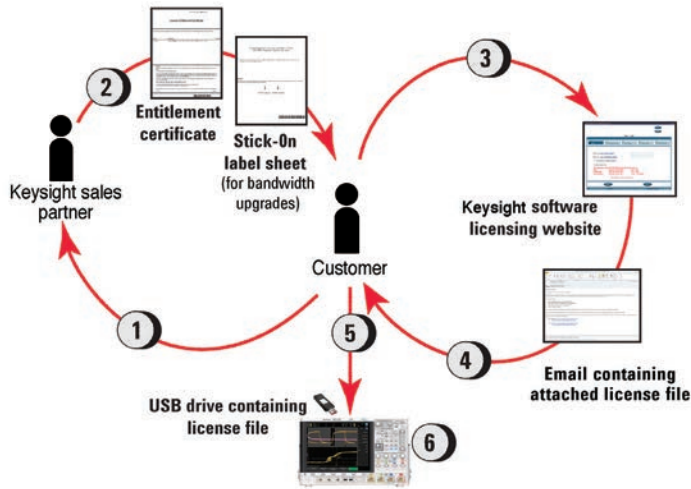 2
3
Entitlement
certificate
Stick-On
label sheet
(for bandwidth
upgrades)
Keysight sales
partner
Keysight software
licensing website
Customer
1
5
4
Email containing
attached license file
USB drive containing
license file
6